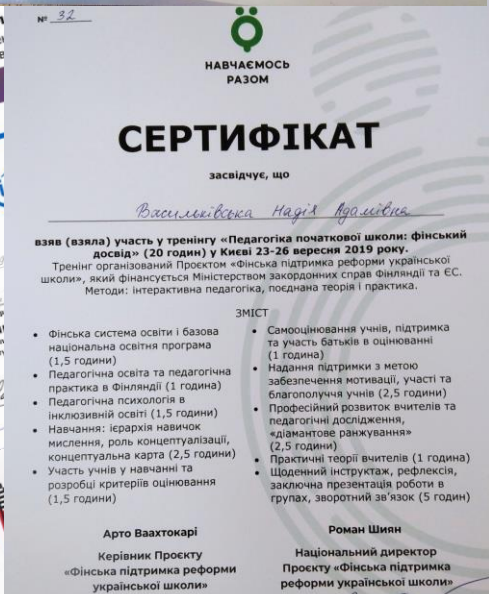 № 32
НАВЧАЄМОСЬ
РАЗОМ
СЕРТИФІКАТ
засвідчує, що
Васильківська Надія Адамівна
взяв (взяла) участь у тренінгу «Педагогіка початкової школи: фінський
досвід» (20 годин) у Києві 23-26 вересня 2019 року.
Тренінг організований Проєктом «Фінська підтримка реформи української
школи», який фінансується Міністерством закордонних справ Фінляндії та ЄС.
Методи: інтерактивна педагогіка, поєднана теорія і практика.
ЗМІСТ
• Фінська система освіти і базова
національна освітня програма
(1,5 години)
• Педагогічна освіта та педагогічна
практика в Фінляндії (1 година)
• Педагогічна психологія в
інклюзивній освіті (1,5 години)
• Навчання: ієрархія навичок
мислення, роль концептуалізації,
концептуальна карта (2,5 години)
• Участь учнів у навчанні та
розробці критеріїв оцінювання
(1,5 години)
• Самооцінювання учнів, підтримка
та участь батьків в оцінюванні
(1 година)
• Надання підтримки з метою
забезпечення мотивації, участі та
благополуччя учнів (2,5 години)
• Професійний розвиток вчителів та
педагогічні дослідження,
«діамантове ранжування»
(2,5 години)
• Практичні теорії вчителів (1 година)
• Щоденний інструктаж, рефлексія,
заключна презентація роботи в
групах, зворотній зв'язок (5 годин)
Арто Ваахтокарі
Керівник Проєкту
«Фінська підтримка реформи
української школи»
Роман Шиян
Національний директор
Проєкту «Фінська підтримка
реформи української школи»